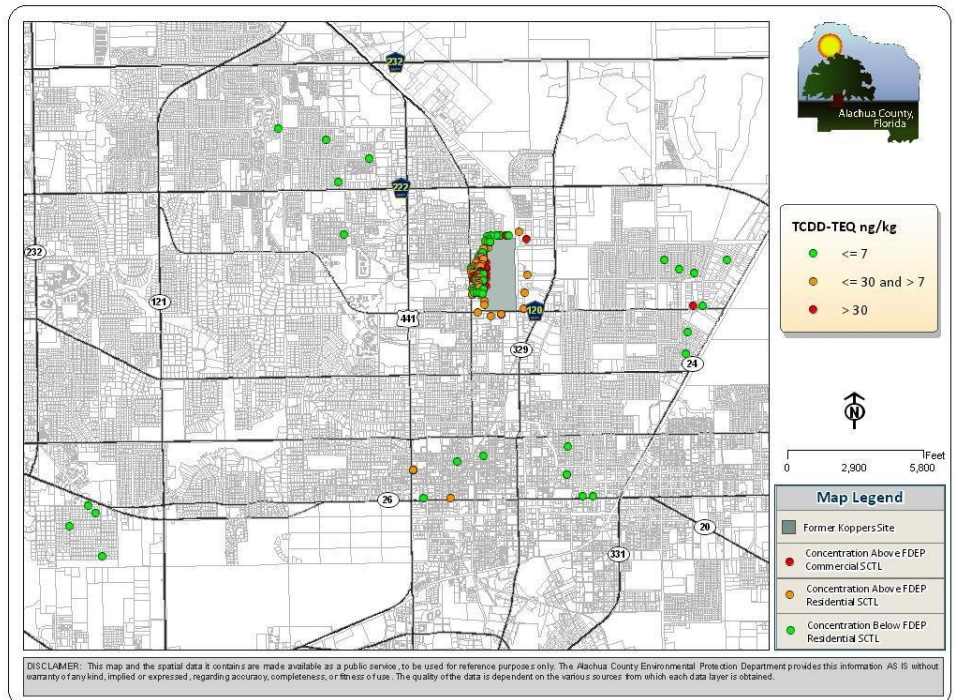 232
222
232
121
441
120
329
24
26
20
331
Alachua County,
Florida
TCDD-TEQ ng/kg
<= 7
<= 30 and > 7
> 30
N
Feet
0 2,900 5,800
Map Legend
Former Koppers Site
Concentration Above FDEP
Commercial SCTL
Concentration Above FDEP
Residential SCTL
Concentration Below FDEP
Residential SCTL
DISCLAIMER: This map and the spatial data it contains are made available as a public service, to be used for reference purposes only. The Alachua County Environmental Protection Department provides this information AS IS without
warranty of any kind, implied or expressed, regarding accuracy, completeness, or fitness of use. The quality of the data is dependent on the various sources from which each data layer is obtained.